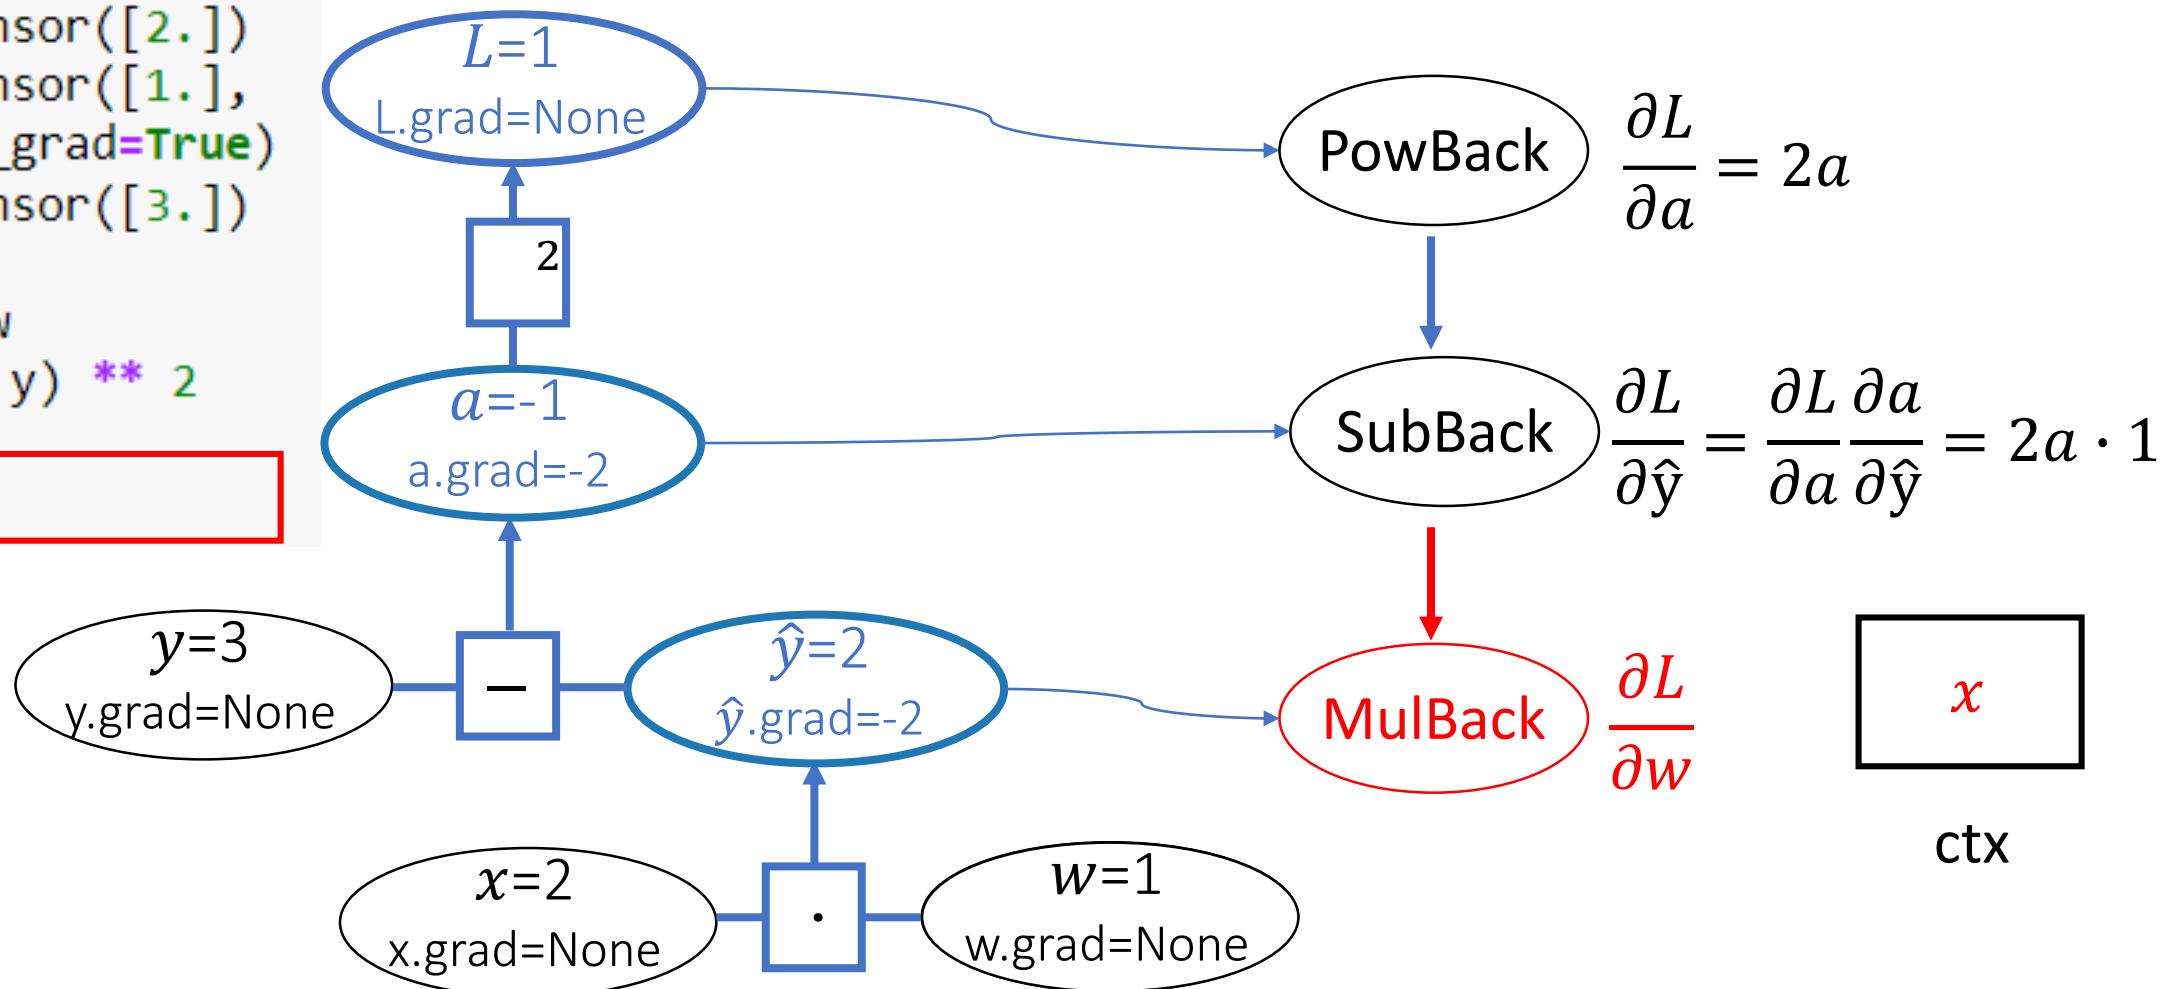 nsor([2.])
nsor([1.],
_grad=True)
nsor([3.])
w
y) ** 2
L=1
L.grad=None
2
a=-1
a.grad=-2
y=3
y.grad=None
−
ŷ=2
ŷ.grad=-2
x=2
x.grad=None
·
w=1
w.grad=None
PowBack
∂L/∂a = 2a
SubBack
∂L/∂ŷ = ∂L/∂a ∂a/∂ŷ = 2a · 1
MulBack
∂L/∂w
x
ctx